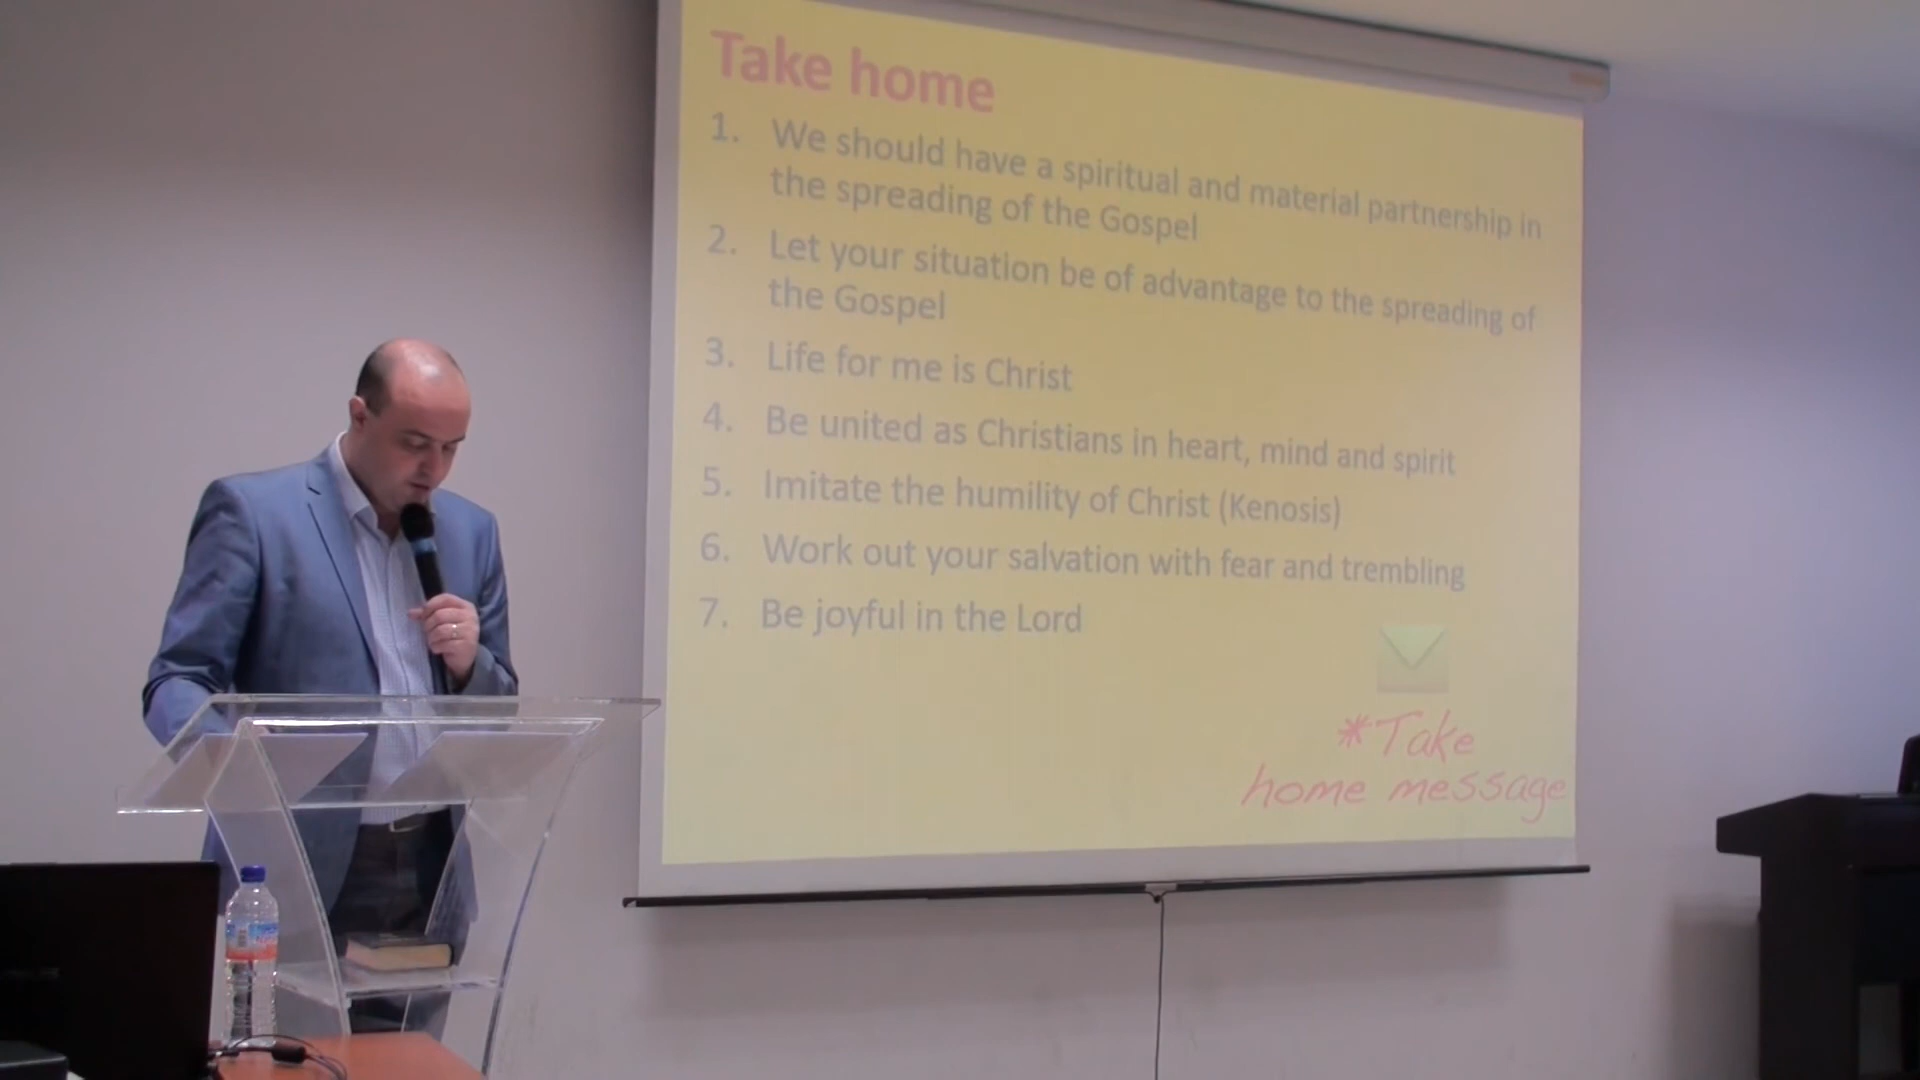 Take home
1. We should have a spiritual and material partnership in
the spreading of the Gospel
2. Let your situation be of advantage to the spreading of
the Gospel
3. Life for me is Christ
4. Be united as Christians in heart, mind and spirit
5. Imitate the humility of Christ (Kenosis)
6. Work out your salvation with fear and trembling
7. Be joyful in the Lord
*Take
home message